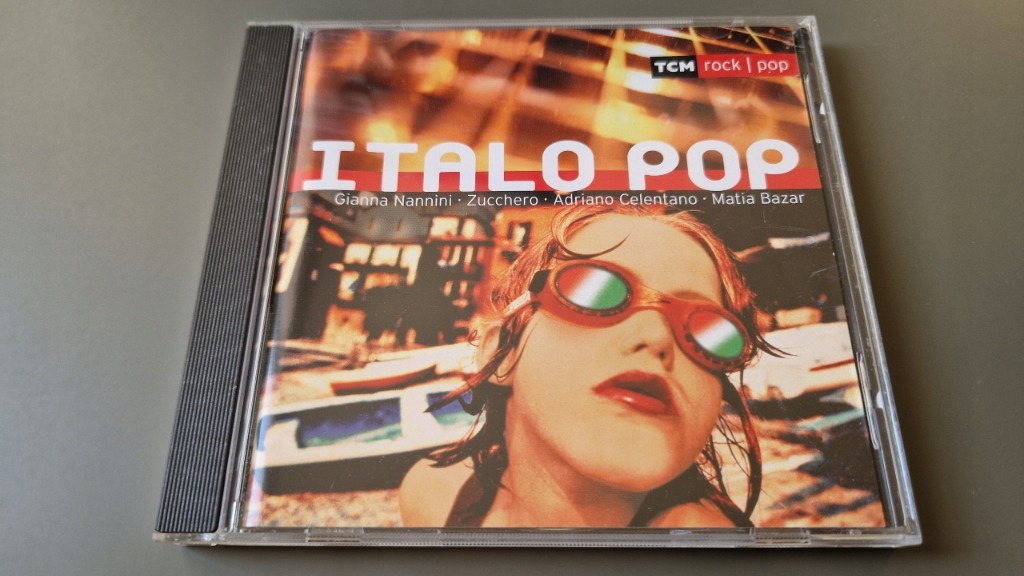 TCM rock | pop
ITALO POP
Gianna Nannini · Zucchero · Adriano Celentano · Matia Bazar